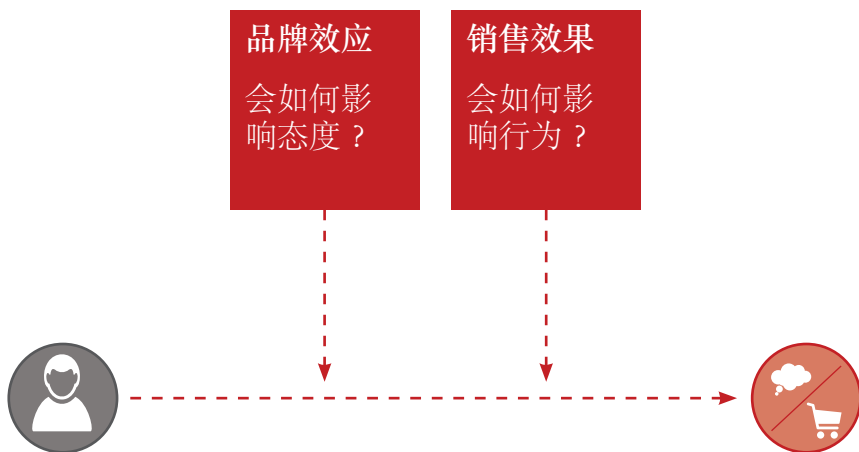 品牌效应
会如何影
响态度？
销售效果
会如何影
响行为？